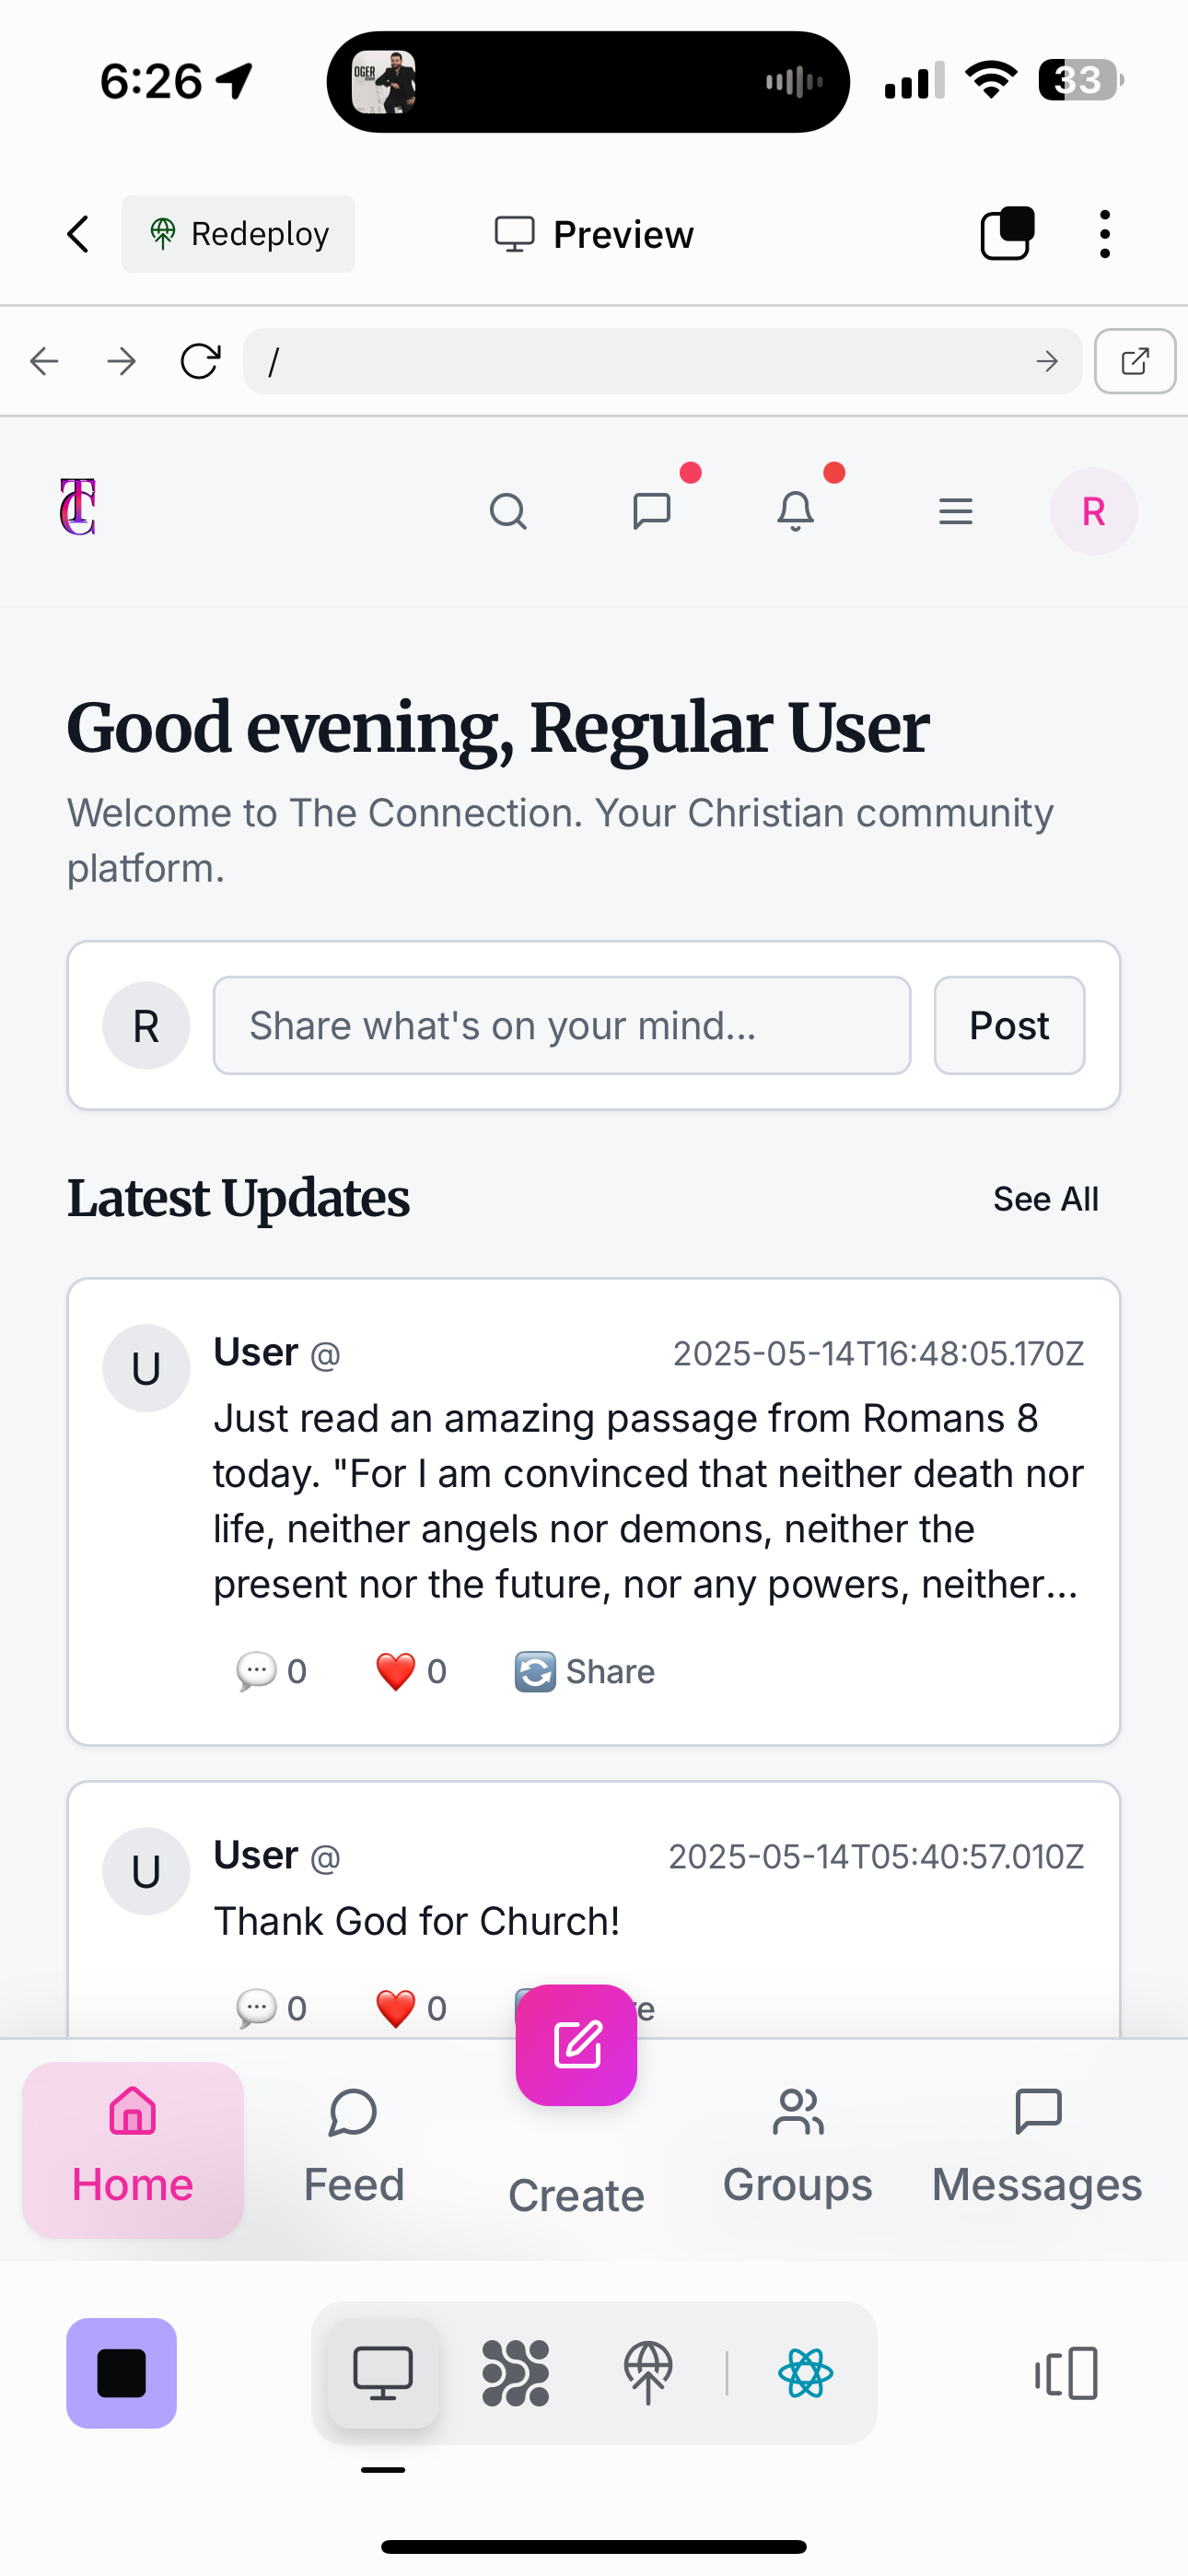 6:26
OGER
33
Redeploy
Preview
/
TC
R
Good evening, Regular User
Welcome to The Connection. Your Christian community
platform.
R
Share what's on your mind...
Post
Latest Updates
See All
U
User @
2025-05-14T16:48:05.170Z
Just read an amazing passage from Romans 8
today. "For I am convinced that neither death nor
life, neither angels nor demons, neither the
present nor the future, nor any powers, neither...
0
0
Share
U
User @
2025-05-14T05:40:57.010Z
Thank God for Church!
0
0
e
Home
Feed
Create
Groups
Messages